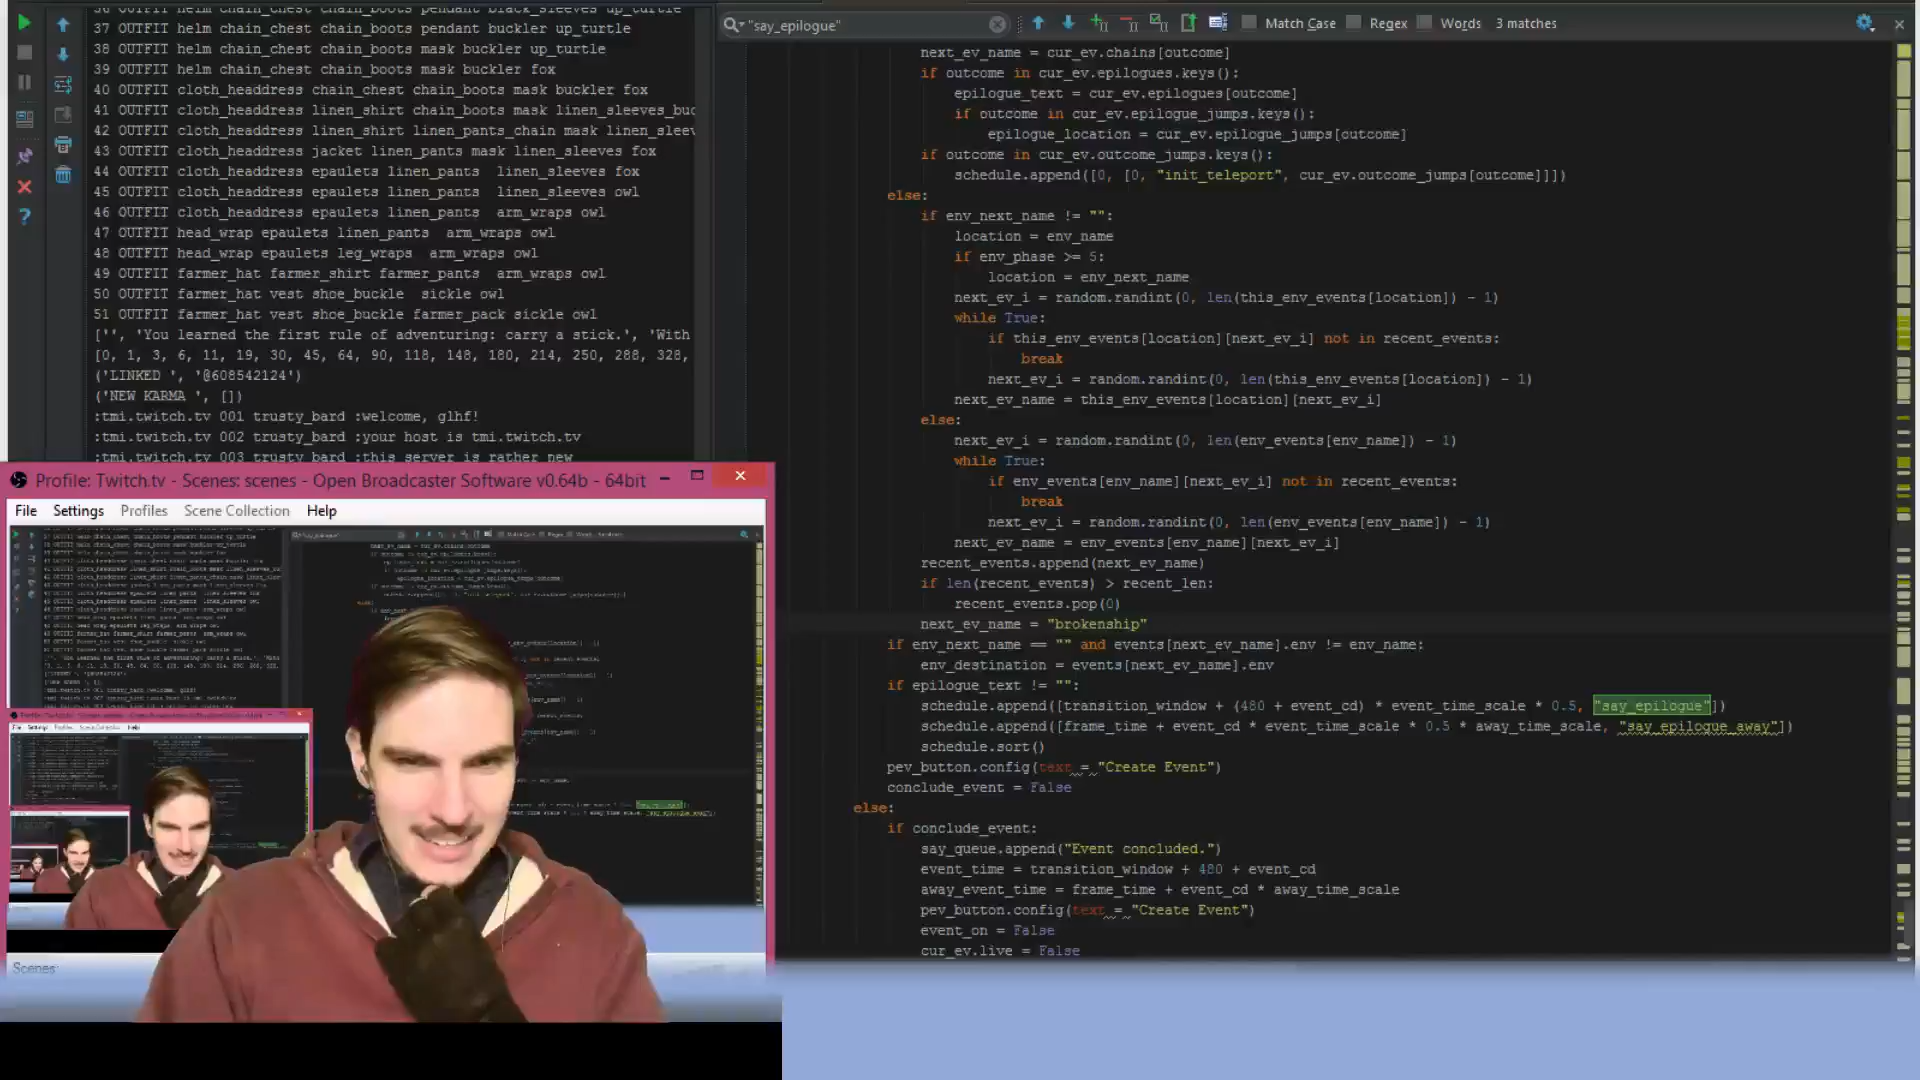 36 OUTFIT helm chain_chest chain_boots pendant black_sleeves up_turtle
37 OUTFIT helm chain_chest chain_boots pendant buckler up_turtle
38 OUTFIT helm chain_chest chain_boots mask buckler up_turtle
39 OUTFIT helm chain_chest chain_boots mask buckler fox
40 OUTFIT cloth_headdress chain_chest chain_boots mask buckler fox
41 OUTFIT cloth_headdress linen_shirt chain_boots mask linen_sleeves_buc
42 OUTFIT cloth_headdress linen_shirt linen_pants_chain mask linen_sleev
43 OUTFIT cloth_headdress jacket linen_pants mask linen_sleeves fox
44 OUTFIT cloth_headdress epaulets linen_pants  linen_sleeves fox
45 OUTFIT cloth_headdress epaulets linen_pants  linen_sleeves owl
46 OUTFIT cloth_headdress epaulets linen_pants  arm_wraps owl
47 OUTFIT head_wrap epaulets linen_pants  arm_wraps owl
48 OUTFIT head_wrap epaulets leg_wraps  arm_wraps owl
49 OUTFIT farmer_hat farmer_shirt farmer_pants  arm_wraps owl
50 OUTFIT farmer_hat vest shoe_buckle  sickle owl
51 OUTFIT farmer_hat vest shoe_buckle farmer_pack sickle owl
['', 'You learned the first rule of adventuring: carry a stick.', 'With
[0, 1, 3, 6, 11, 19, 30, 45, 64, 90, 118, 148, 180, 214, 250, 288, 328,
('LINKED ', '@608542124')
('NEW KARMA ', [])
:tmi.twitch.tv 001 trusty_bard :welcome, glhf!
:tmi.twitch.tv 002 trusty_bard :your host is tmi.twitch.tv
:tmi.twitch.tv 003 trusty_bard :this server is rather new
Profile: Twitch.tv - Scenes: scenes - Open Broadcaster Software v0.64b - 64bit
File Settings Profiles Scene Collection Help
Scenes:
"say_epilogue"
Match Case Regex Words 3 matches
next_ev_name = cur_ev.chains[outcome]
if outcome in cur_ev.epilogues.keys():
epilogue_text = cur_ev.epilogues[outcome]
if outcome in cur_ev.epilogue_jumps.keys():
epilogue_location = cur_ev.epilogue_jumps[outcome]
if outcome in cur_ev.outcome_jumps.keys():
schedule.append([0, [0, "init_teleport", cur_ev.outcome_jumps[outcome]]])
else:
if env_next_name != "":
location = env_name
if env_phase >= 5:
location = env_next_name
next_ev_i = random.randint(0, len(this_env_events[location]) - 1)
while True:
if this_env_events[location][next_ev_i] not in recent_events:
break
next_ev_i = random.randint(0, len(this_env_events[location]) - 1)
next_ev_name = this_env_events[location][next_ev_i]
else:
next_ev_i = random.randint(0, len(env_events[env_name]) - 1)
while True:
if env_events[env_name][next_ev_i] not in recent_events:
break
next_ev_i = random.randint(0, len(env_events[env_name]) - 1)
next_ev_name = env_events[env_name][next_ev_i]
recent_events.append(next_ev_name)
if len(recent_events) > recent_len:
recent_events.pop(0)
next_ev_name = "brokenship"
if env_next_name == "" and events[next_ev_name].env != env_name:
env_destination = events[next_ev_name].env
if epilogue_text != "":
schedule.append([transition_window + (480 + event_cd) * event_time_scale * 0.5, "say_epilogue"])
schedule.append([frame_time + event_cd * event_time_scale * 0.5 * away_time_scale, "say_epilogue_away"])
schedule.sort()
pev_button.config(text = "Create Event")
conclude_event = False
else:
if conclude_event:
say_queue.append("Event concluded.")
event_time = transition_window + 480 + event_cd
away_event_time = frame_time + event_cd * away_time_scale
pev_button.config(text = "Create Event")
event_on = False
cur_ev.live = False